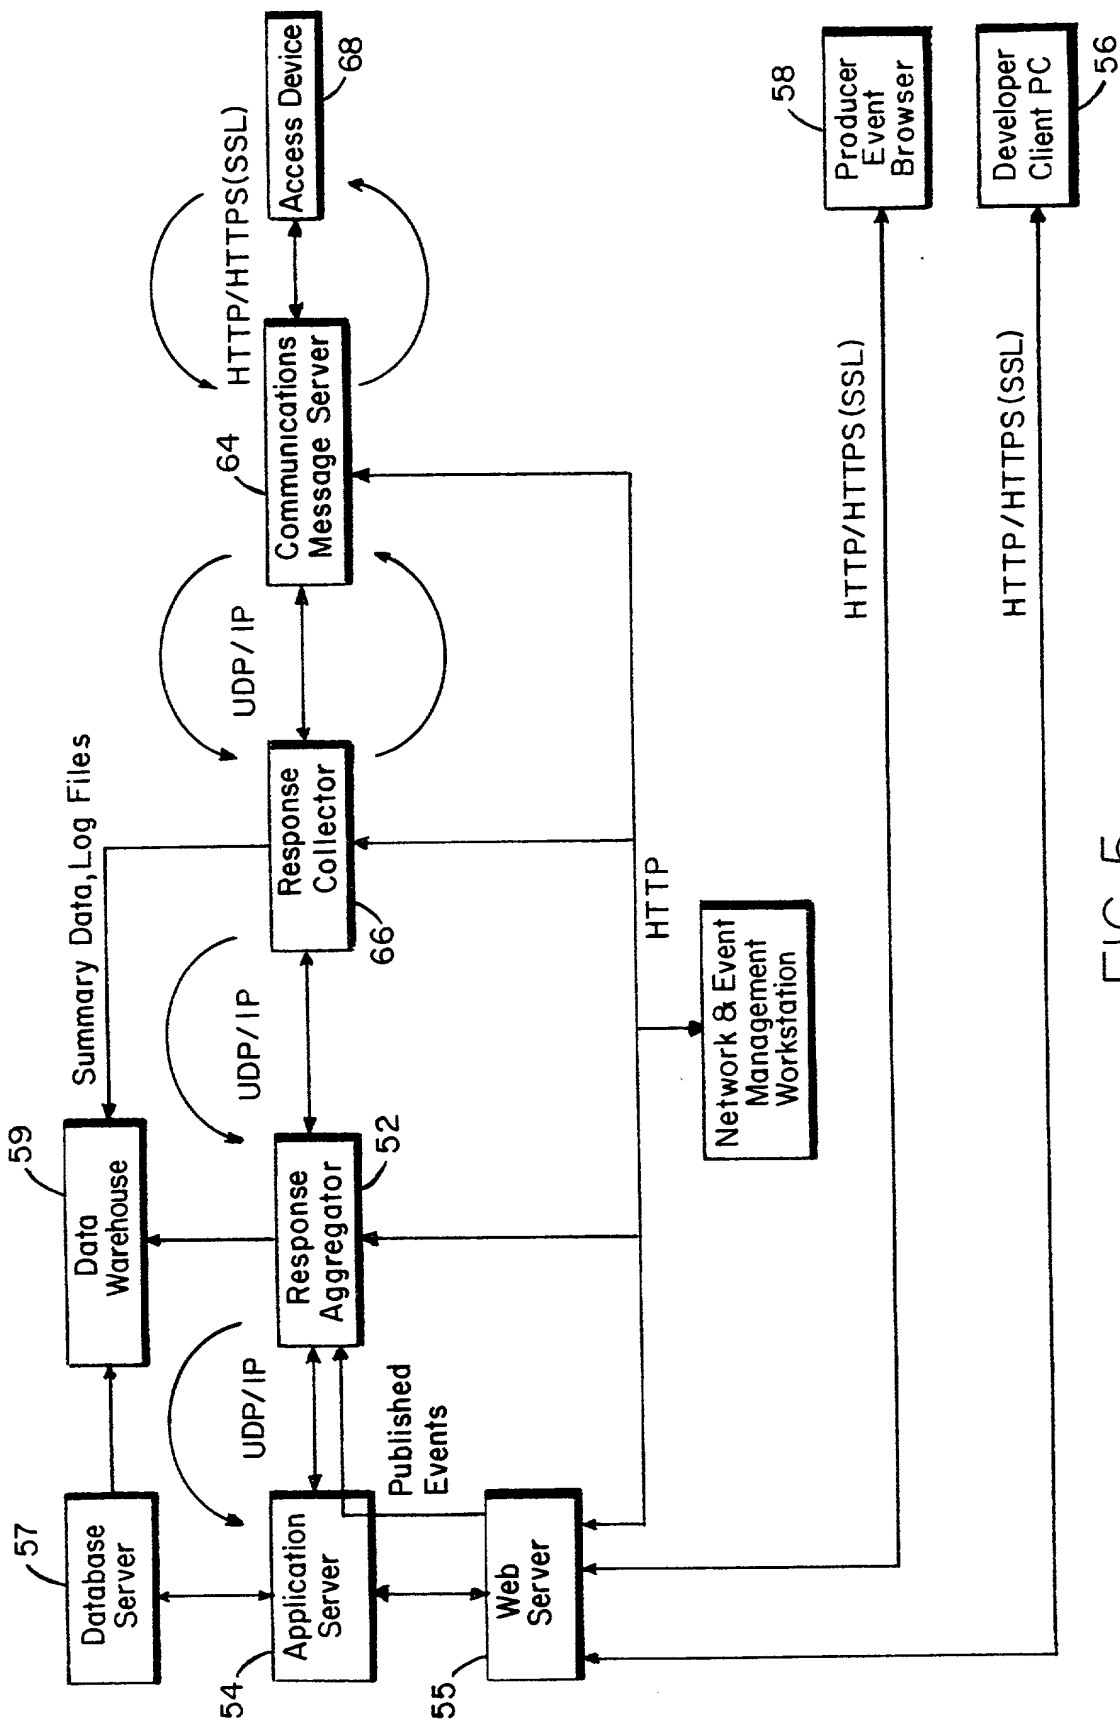 57
Database
Server
59
Data
Warehouse
Summary Data, Log Files
54
Application
Server
UDP/IP
Response
Aggregator
52
UDP/IP
Response
Collector
66
UDP/IP
64
Communications
Message Server
HTTP/HTTPS(SSL)
Access Device
68
Published
Events
55
Web
Server
HTTP
Network & Event
Management
Workstation
HTTP/HTTPS(SSL)
58
Producer
Event
Browser
HTTP/HTTPS(SSL)
Developer
Client PC
56
FIG. 5